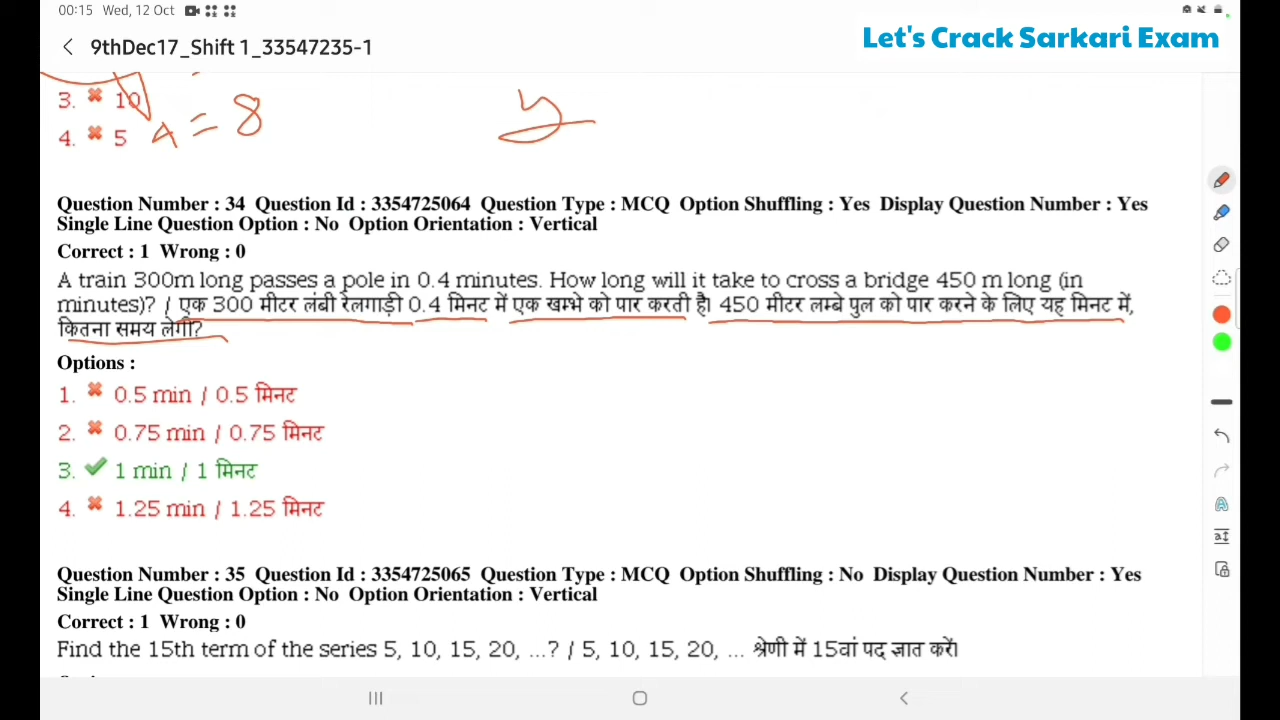 00:15 Wed, 12 Oct
Let's Crack Sarkari Exam
9thDec17_Shift 1_33547235-1
3. 10
4. 5
A = 8
Question Number : 34 Question Id : 3354725064 Question Type : MCQ Option Shuffling : Yes Display Question Number : Yes
Single Line Question Option : No Option Orientation : Vertical
Correct : 1 Wrong : 0
A train 300m long passes a pole in 0.4 minutes. How long will it take to cross a bridge 450 m long (in
minutes)? / एक 300 मीटर लंबी रेलगाड़ी 0.4 मिनट में एक खम्भे को पार करती है। 450 मीटर लम्बे पुल को पार करने के लिए यह मिनट में,
कितना समय लेगी?
Options :
1. 0.5 min / 0.5 मिनट
2. 0.75 min / 0.75 मिनट
3. 1 min / 1 मिनट
4. 1.25 min / 1.25 मिनट
Question Number : 35 Question Id : 3354725065 Question Type : MCQ Option Shuffling : No Display Question Number : Yes
Single Line Question Option : No Option Orientation : Vertical
Correct : 1 Wrong : 0
Find the 15th term of the series 5, 10, 15, 20, ...? / 5, 10, 15, 20, ... श्रेणी में 15वां पद ज्ञात करें।